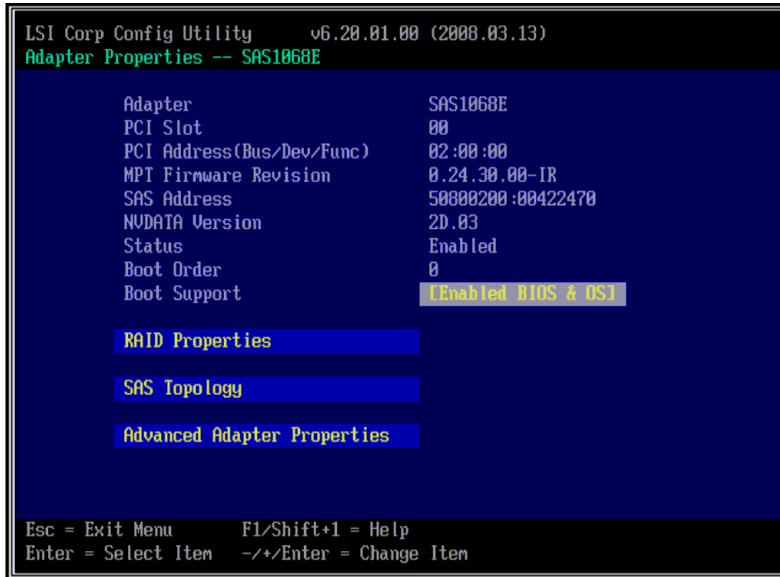 LSI Corp Config Utility v6.20.01.00 (2008.03.13)
Adapter Properties -- SAS1068E
Adapter SAS1068E
PCI Slot 00
PCI Address(Bus/Dev/Func) 02:00:00
MPT Firmware Revision 0.24.30.00-IR
SAS Address 50800200:00422470
NVDATA Version 2D.03
Status Enabled
Boot Order 0
Boot Support [Enabled BIOS & OS]
RAID Properties
SAS Topology
Advanced Adapter Properties
Esc = Exit Menu F1/Shift+1 = Help
Enter = Select Item -/+/Enter = Change Item